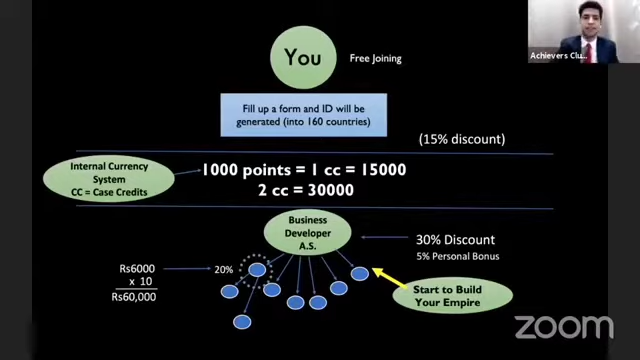 You
Free Joining
Achievers Clu...
Fill up a form and ID will be
generated (into 160 countries)
(15% discount)
Internal Currency
System
CC = Case Credits
1000 points = 1 cc = 15000
2 cc = 30000
Business
Developer
A.S.
30% Discount
5% Personal Bonus
Rs6000
x 10
Rs60,000
20%
Start to Build
Your Empire
zoom